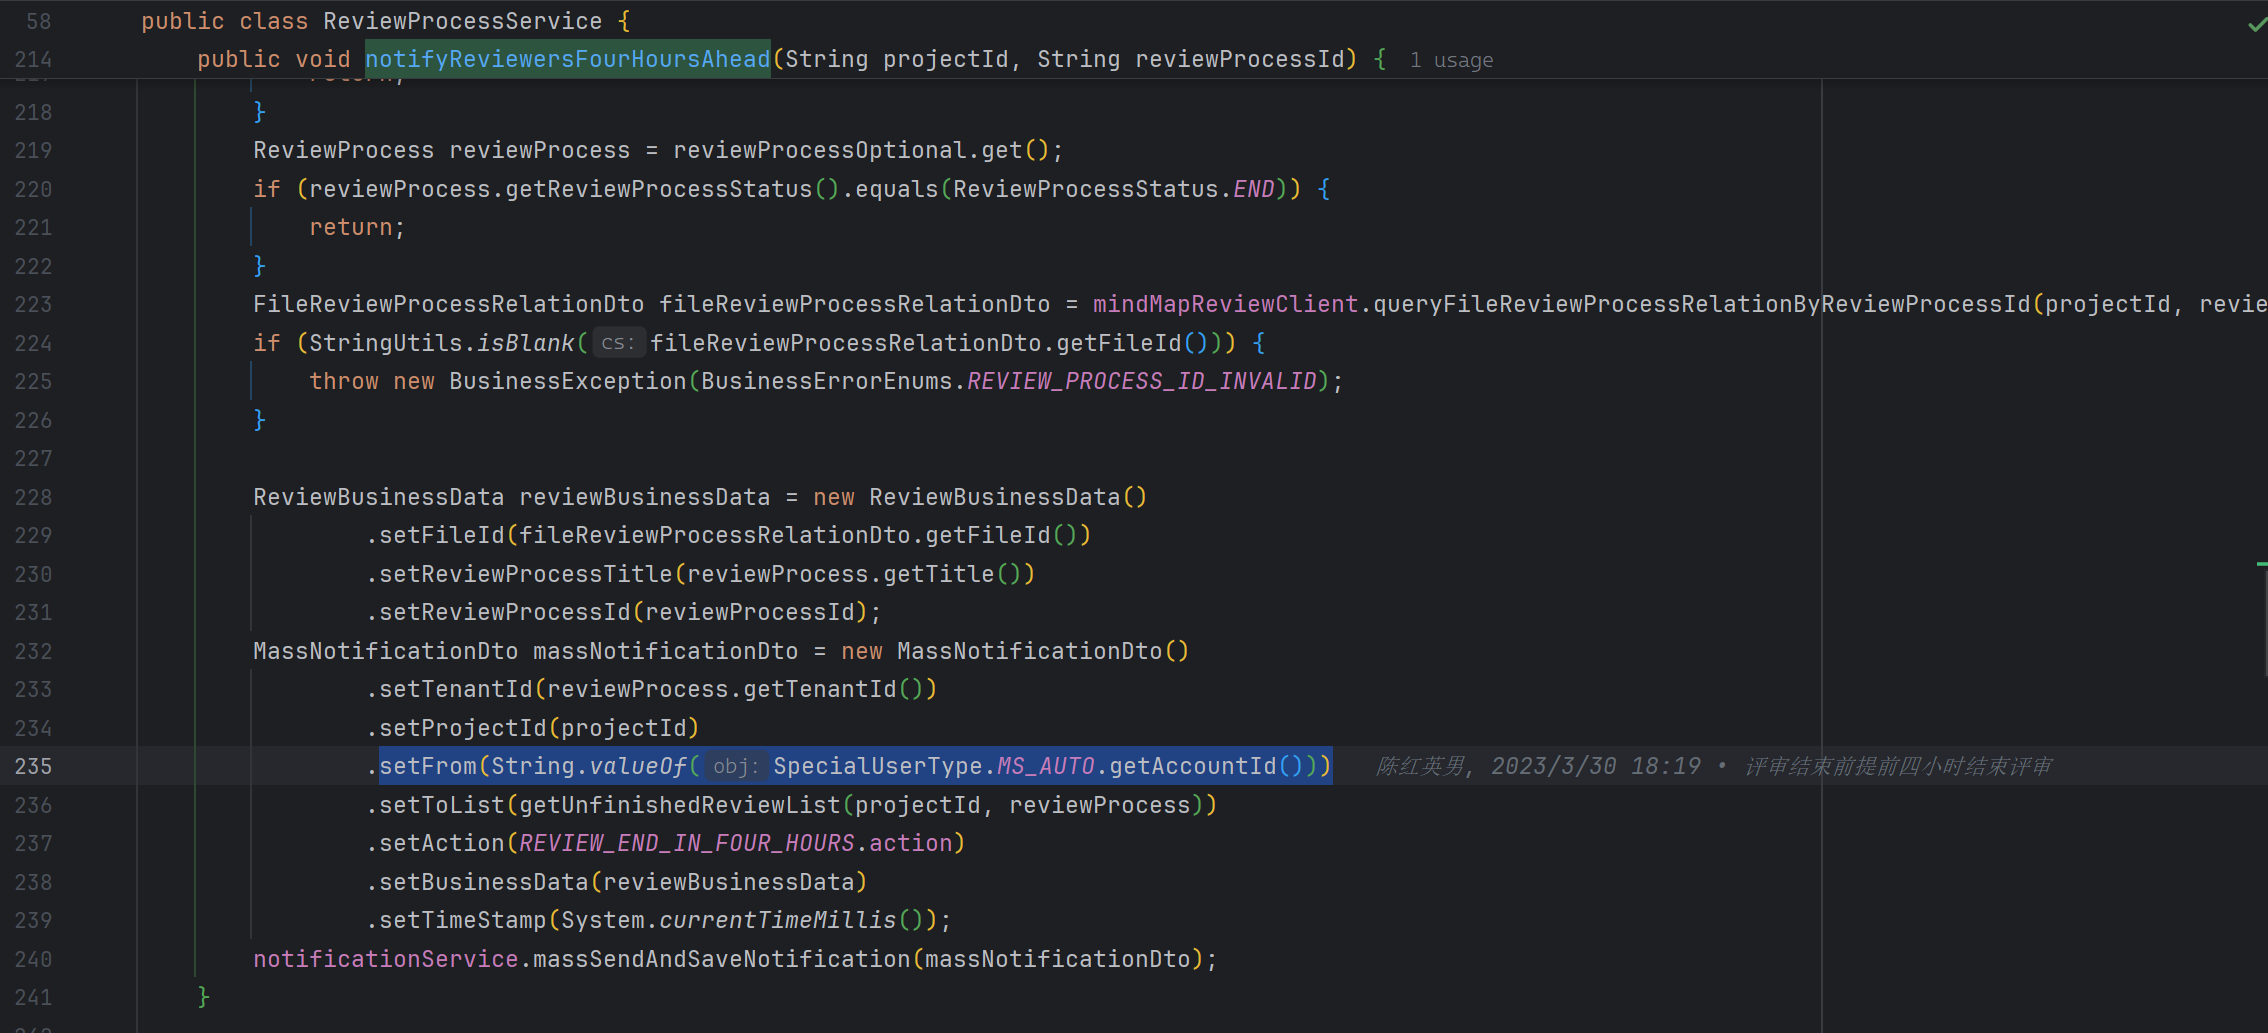 58 public class ReviewProcessService {
214 public void notifyReviewersFourHoursAhead(String projectId, String reviewProcessId) { 1 usage
return;
218 }
219 ReviewProcess reviewProcess = reviewProcessOptional.get();
220 if (reviewProcess.getReviewProcessStatus().equals(ReviewProcessStatus.END)) {
221 return;
222 }
223 FileReviewProcessRelationDto fileReviewProcessRelationDto = mindMapReviewClient.queryFileReviewProcessRelationByReviewProcessId(projectId, revie
224 if (StringUtils.isBlank( cs: fileReviewProcessRelationDto.getFileId())) {
225 throw new BusinessException(BusinessErrorEnums.REVIEW_PROCESS_ID_INVALID);
226 }
227
228 ReviewBusinessData reviewBusinessData = new ReviewBusinessData()
229 .setFileId(fileReviewProcessRelationDto.getFileId())
230 .setReviewProcessTitle(reviewProcess.getTitle())
231 .setReviewProcessId(reviewProcessId);
232 MassNotificationDto massNotificationDto = new MassNotificationDto()
233 .setTenantId(reviewProcess.getTenantId())
234 .setProjectId(projectId)
235 .setFrom(String.valueOf( obj: SpecialUserType.MS_AUTO.getAccountId())) 陈红英男, 2023/3/30 18:19 • 评审结束前提前四小时结束评审
236 .setToList(getUnfinishedReviewList(projectId, reviewProcess))
237 .setAction(REVIEW_END_IN_FOUR_HOURS.action)
238 .setBusinessData(reviewBusinessData)
239 .setTimeStamp(System.currentTimeMillis());
240 notificationService.massSendAndSaveNotification(massNotificationDto);
241 }